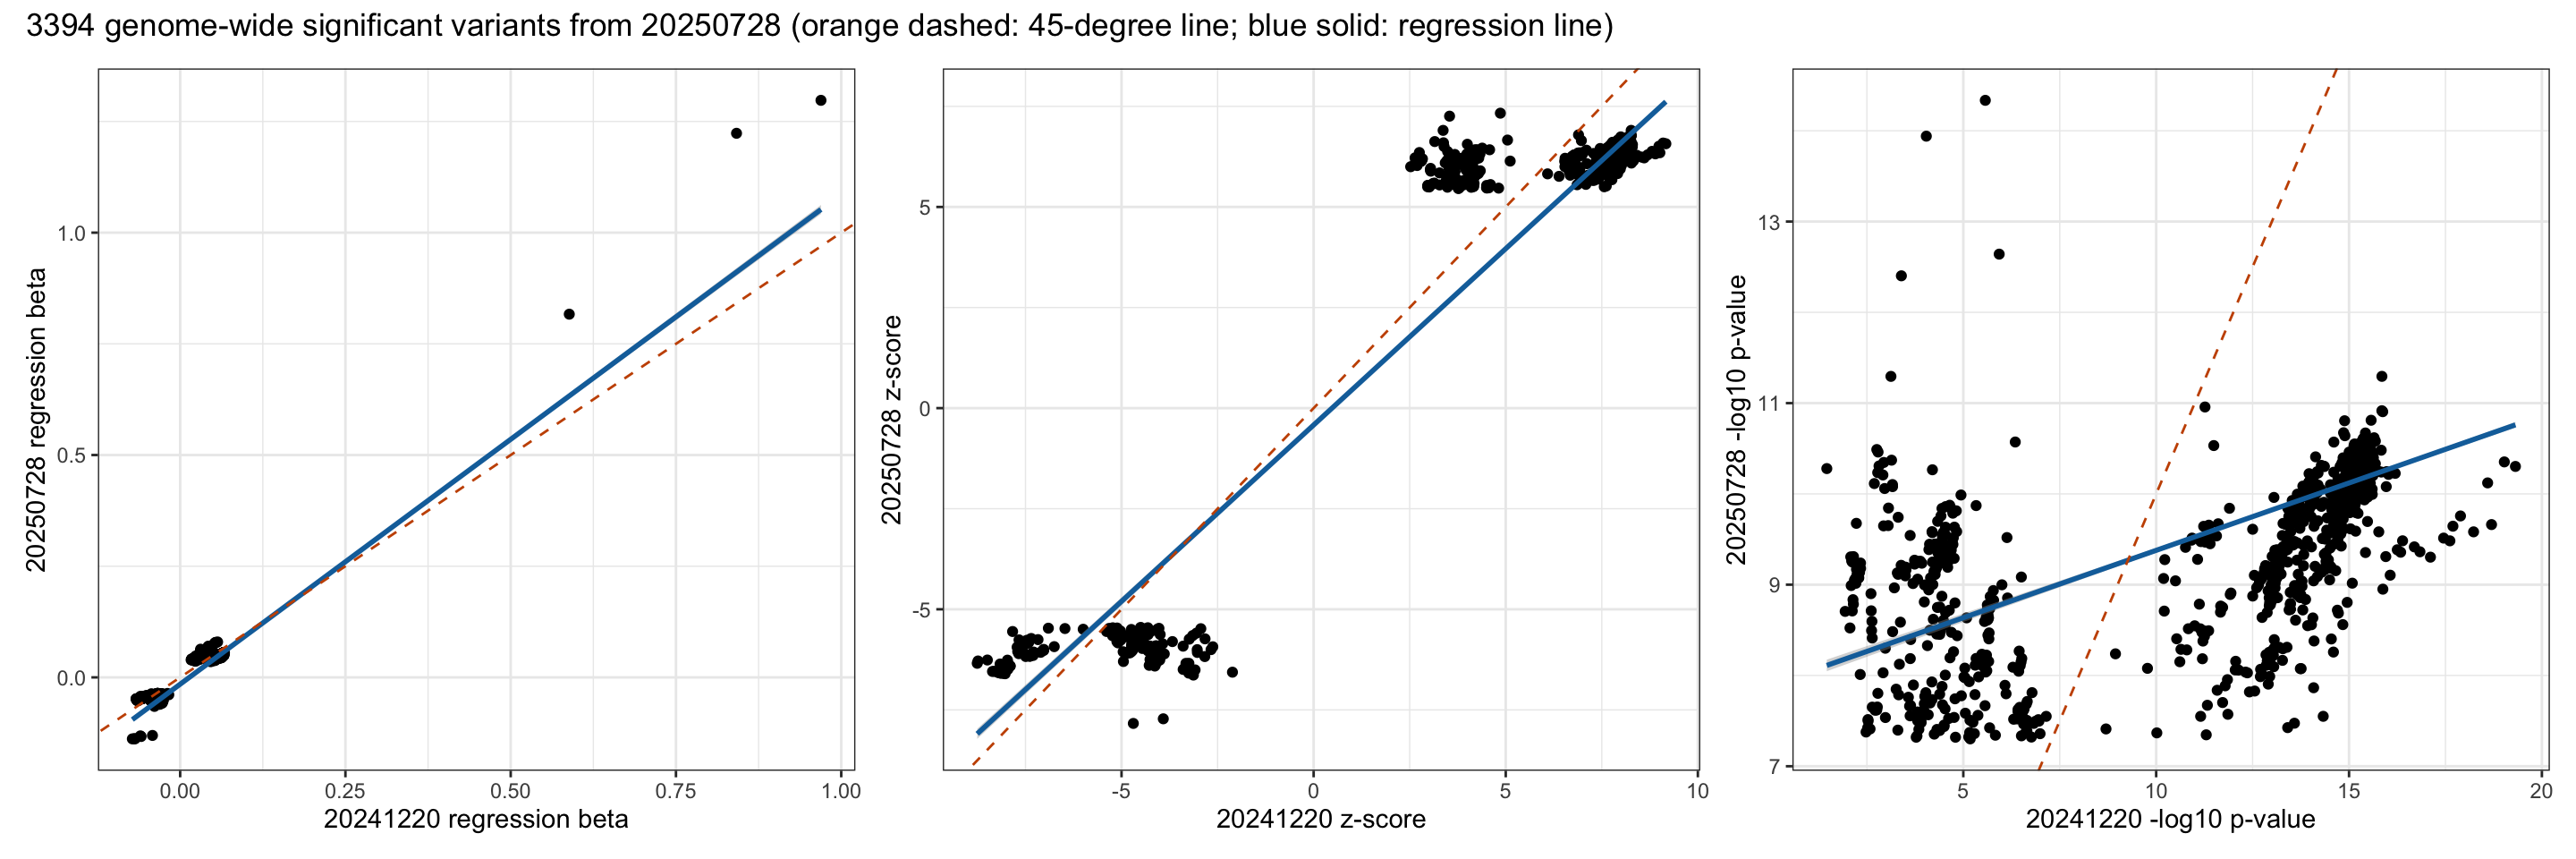 3394 genome-wide significant variants from 20250728 (orange dashed: 45-degree line; blue solid: regression line)
20250728 regression beta
1.0
0.5
0.0
0.00 0.25 0.50 0.75 1.00
20241220 regression beta
20250728 z-score
5
0
-5
-5 0 5 10
20241220 z-score
20250728 -log10 p-value
13
11
9
7
5 10 15 20
20241220 -log10 p-value